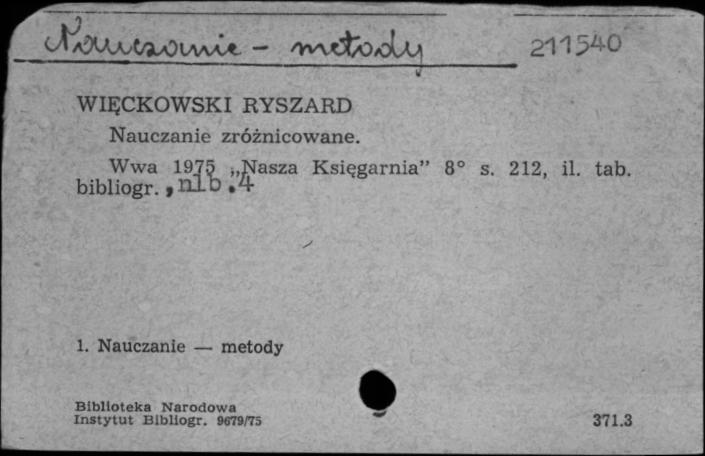 Nauczanie - metody 211540
WIĘCKOWSKI RYSZARD
Nauczanie zróżnicowane.
Wwa 1975 „Nasza Księgarnia” 8° s. 212, il. tab.
bibliogr. , nlb .4
1. Nauczanie — metody
Biblioteka Narodowa
Instytut Bibliogr. 9679/75 371.3